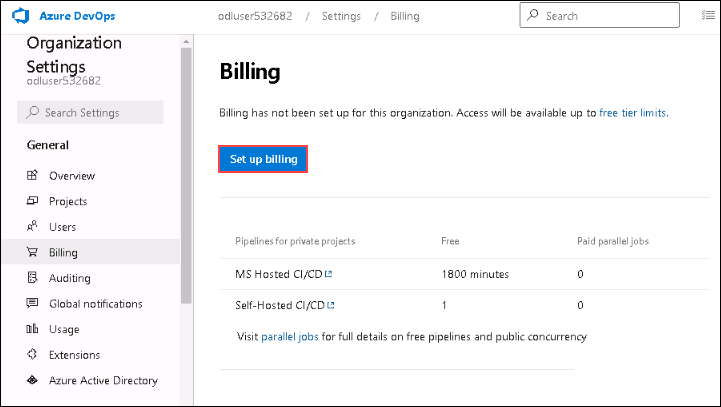 Azure DevOps
odluser532682 / Settings / Billing
Search
Organization
Settings
odluser532682
Search Settings
General
Overview
Projects
Users
Billing
Auditing
Global notifications
Usage
Extensions
Azure Active Directory
Billing
Billing has not been set up for this organization. Access will be available up to free tier limits.
Set up billing
Pipelines for private projects Free Paid parallel jobs
MS Hosted CI/CD 1800 minutes 0
Self-Hosted CI/CD 1 0
Visit parallel jobs for full details on free pipelines and public concurrency